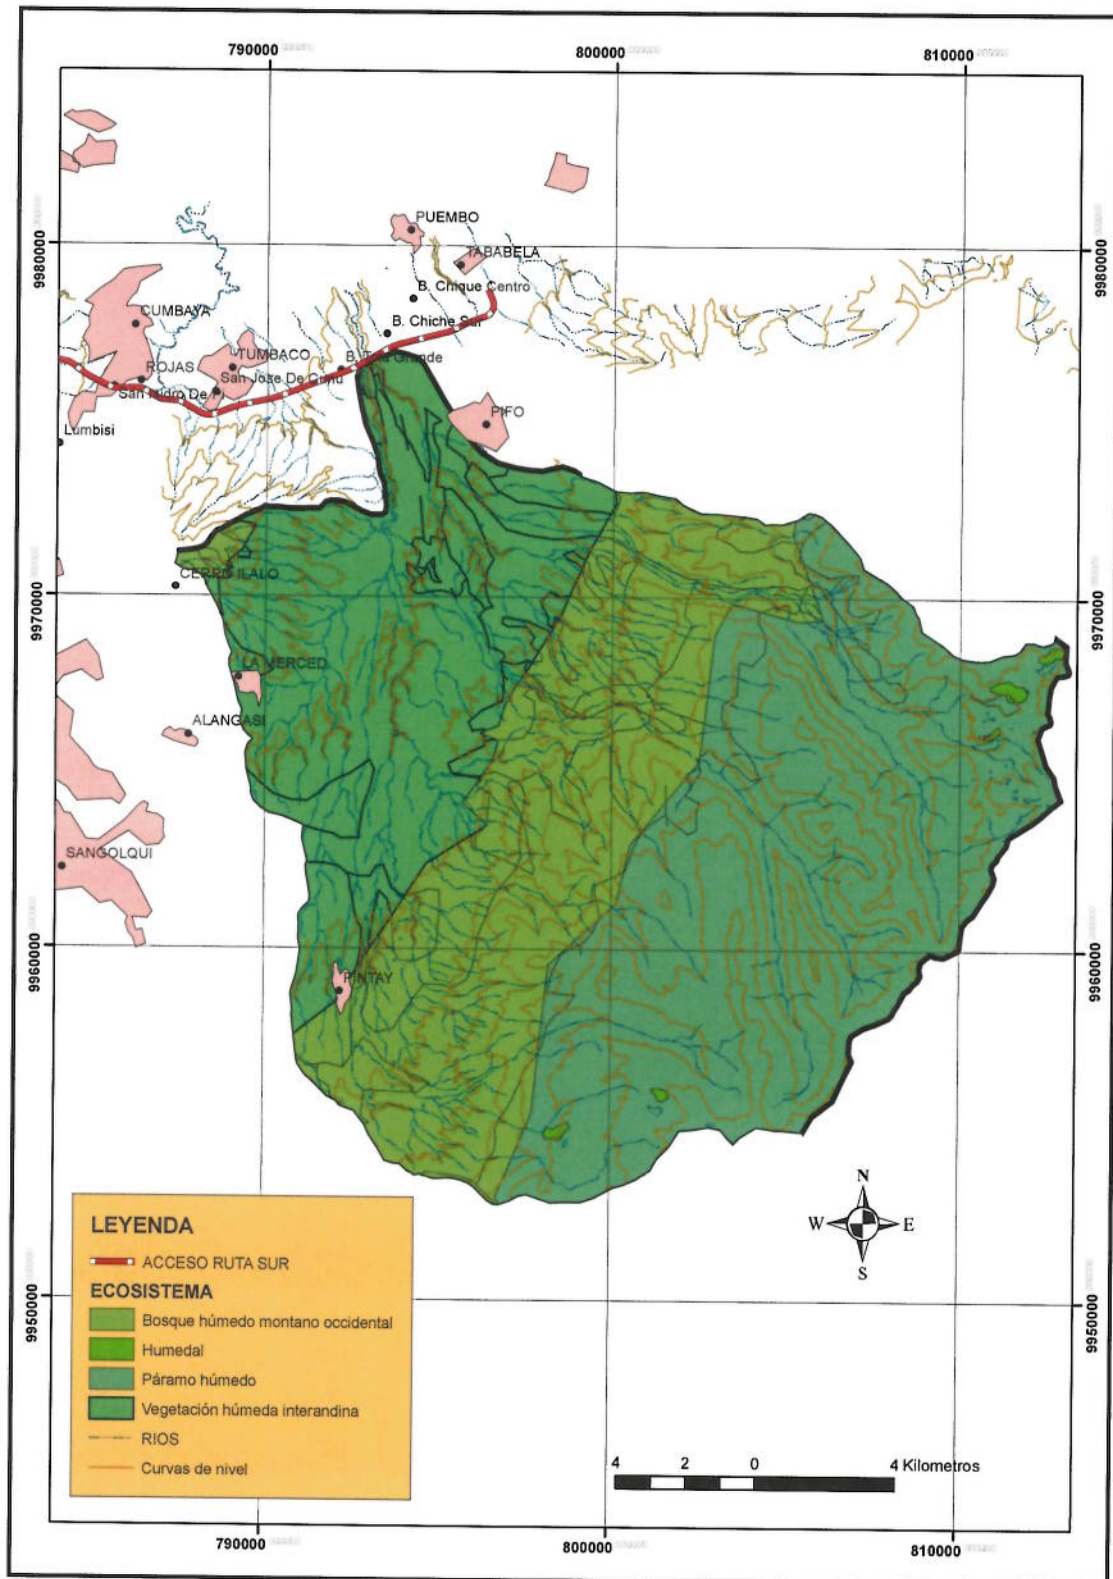 790000
800000
810000
9980000
9980000
PUEMBO
TABABELA
B. Chique Centro
CUMBAYA
B. Chiche Sur
ROJAS
TUMBACO
San Jose De
PIFO
Lumbisi
CERRO ILALO
9970000
9970000
LA MERCED
ALANGASI
SANGOLQUI
9960000
9960000
PINTAY
N
W
E
S
LEYENDA
ACCESO RUTA SUR
ECOSISTEMA
Bosque húmedo montano occidental
Humedal
Páramo húmedo
Vegetación húmeda interandina
RIOS
Curvas de nivel
9950000
9950000
4 2 0 4 Kilometros
790000
800000
810000